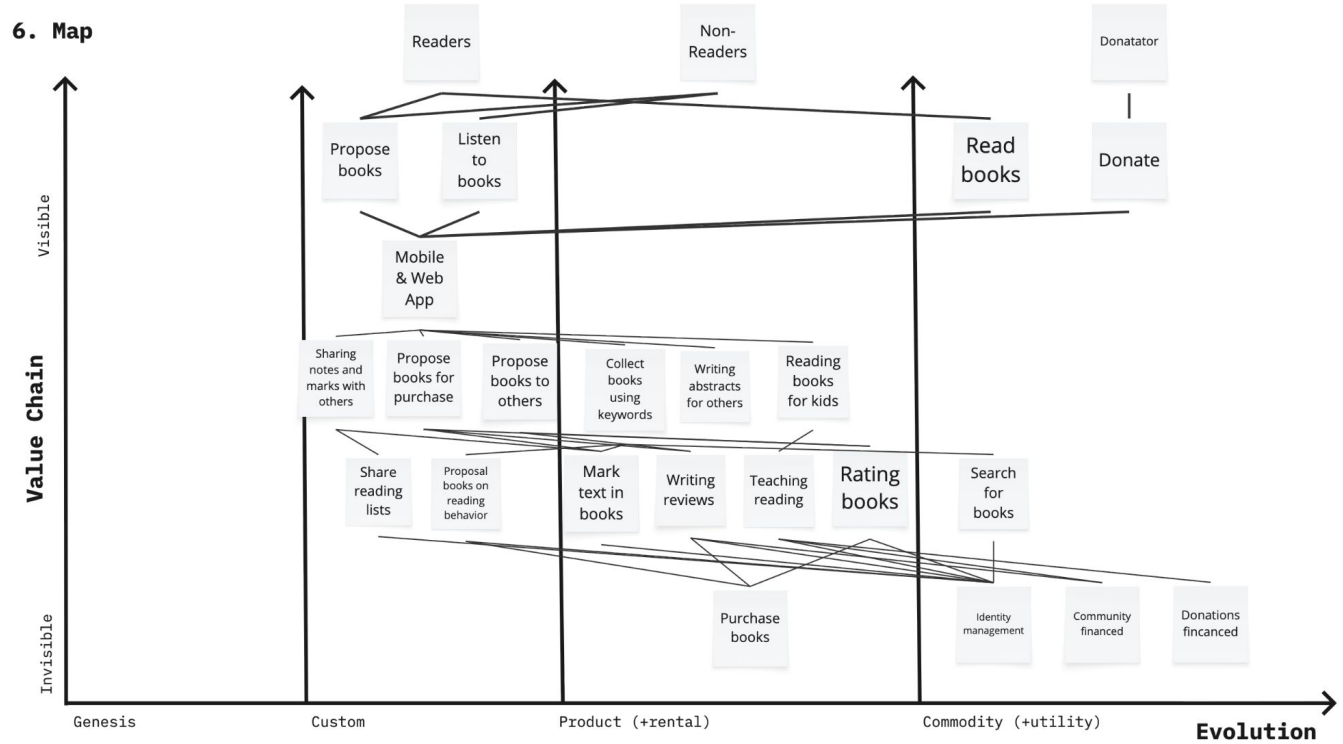 6. Map
Readers
Non-
Readers
Donatator
Propose
books
Listen
to
books
Read
books
Donate
Visible
Mobile
& Web
App
Value Chain
Sharing
notes and
marks with
others
Propose
books for
purchase
Propose
books to
others
Collect
books
using
keywords
Writing
abstracts
for others
Reading
books
for kids
Share
reading
lists
Proposal
books on
reading
behavior
Mark
text in
books
Writing
reviews
Teaching
reading
Rating
books
Search
for
books
Invisible
Purchase
books
Identity
management
Community
financed
Donations
fincanced
Genesis
Custom
Product (+rental)
Commodity (+utility)
Evolution